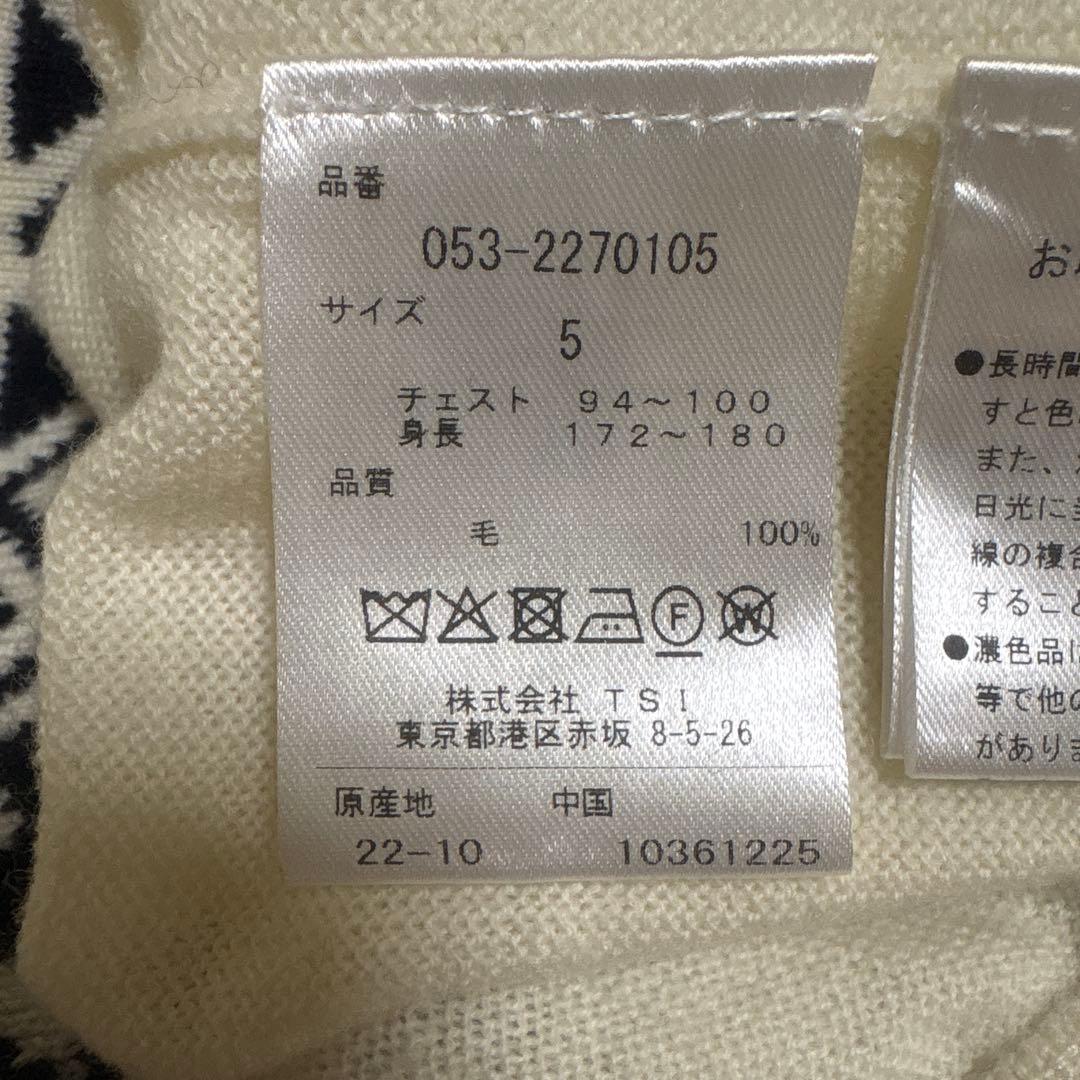 品番
053-2270105
サイズ
5
チェスト 94〜100
身長 172〜180
品質
毛 100%
F
W
株式会社 TSI
東京都港区赤坂 8-5-26
原産地 中国
22-10 10361225
お
●長時間
すと色
また、
日光に
線の複合
すること
●濃色品は
等で他の
がありま